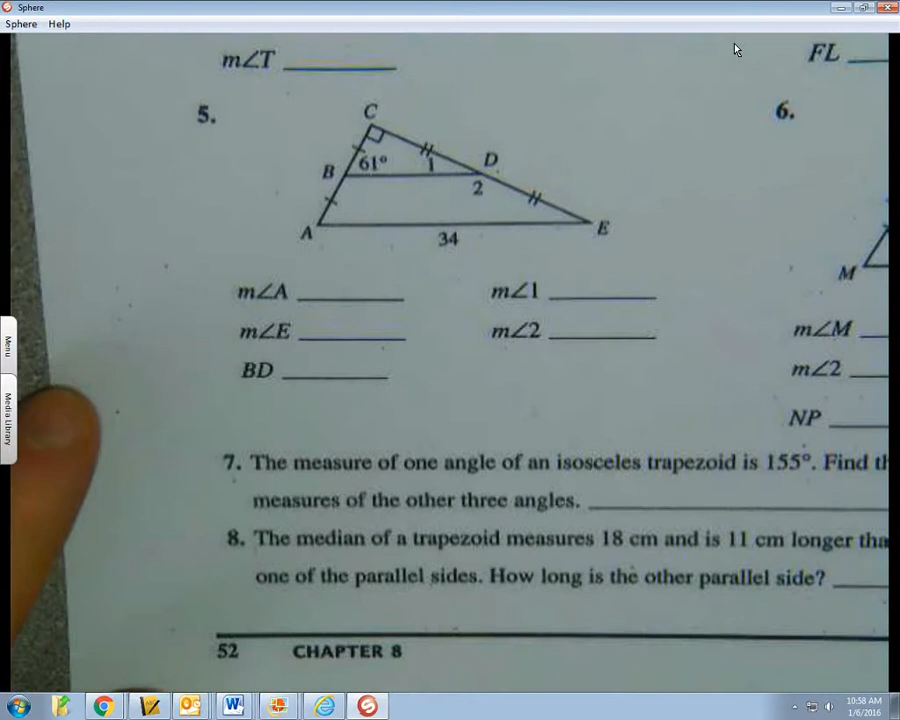 Sphere
Sphere Help
m∠T
FL
5.
6.
C
B
61°
1
D
2
A
34
E
M
m∠A
m∠1
m∠E
m∠2
m∠M
BD
m∠2
NP
7. The measure of one angle of an isosceles trapezoid is 155°. Find th
measures of the other three angles.
8. The median of a trapezoid measures 18 cm and is 11 cm longer tha
one of the parallel sides. How long is the other parallel side?
52 CHAPTER 8
Menu
Media Library
10:58 AM
1/6/2016